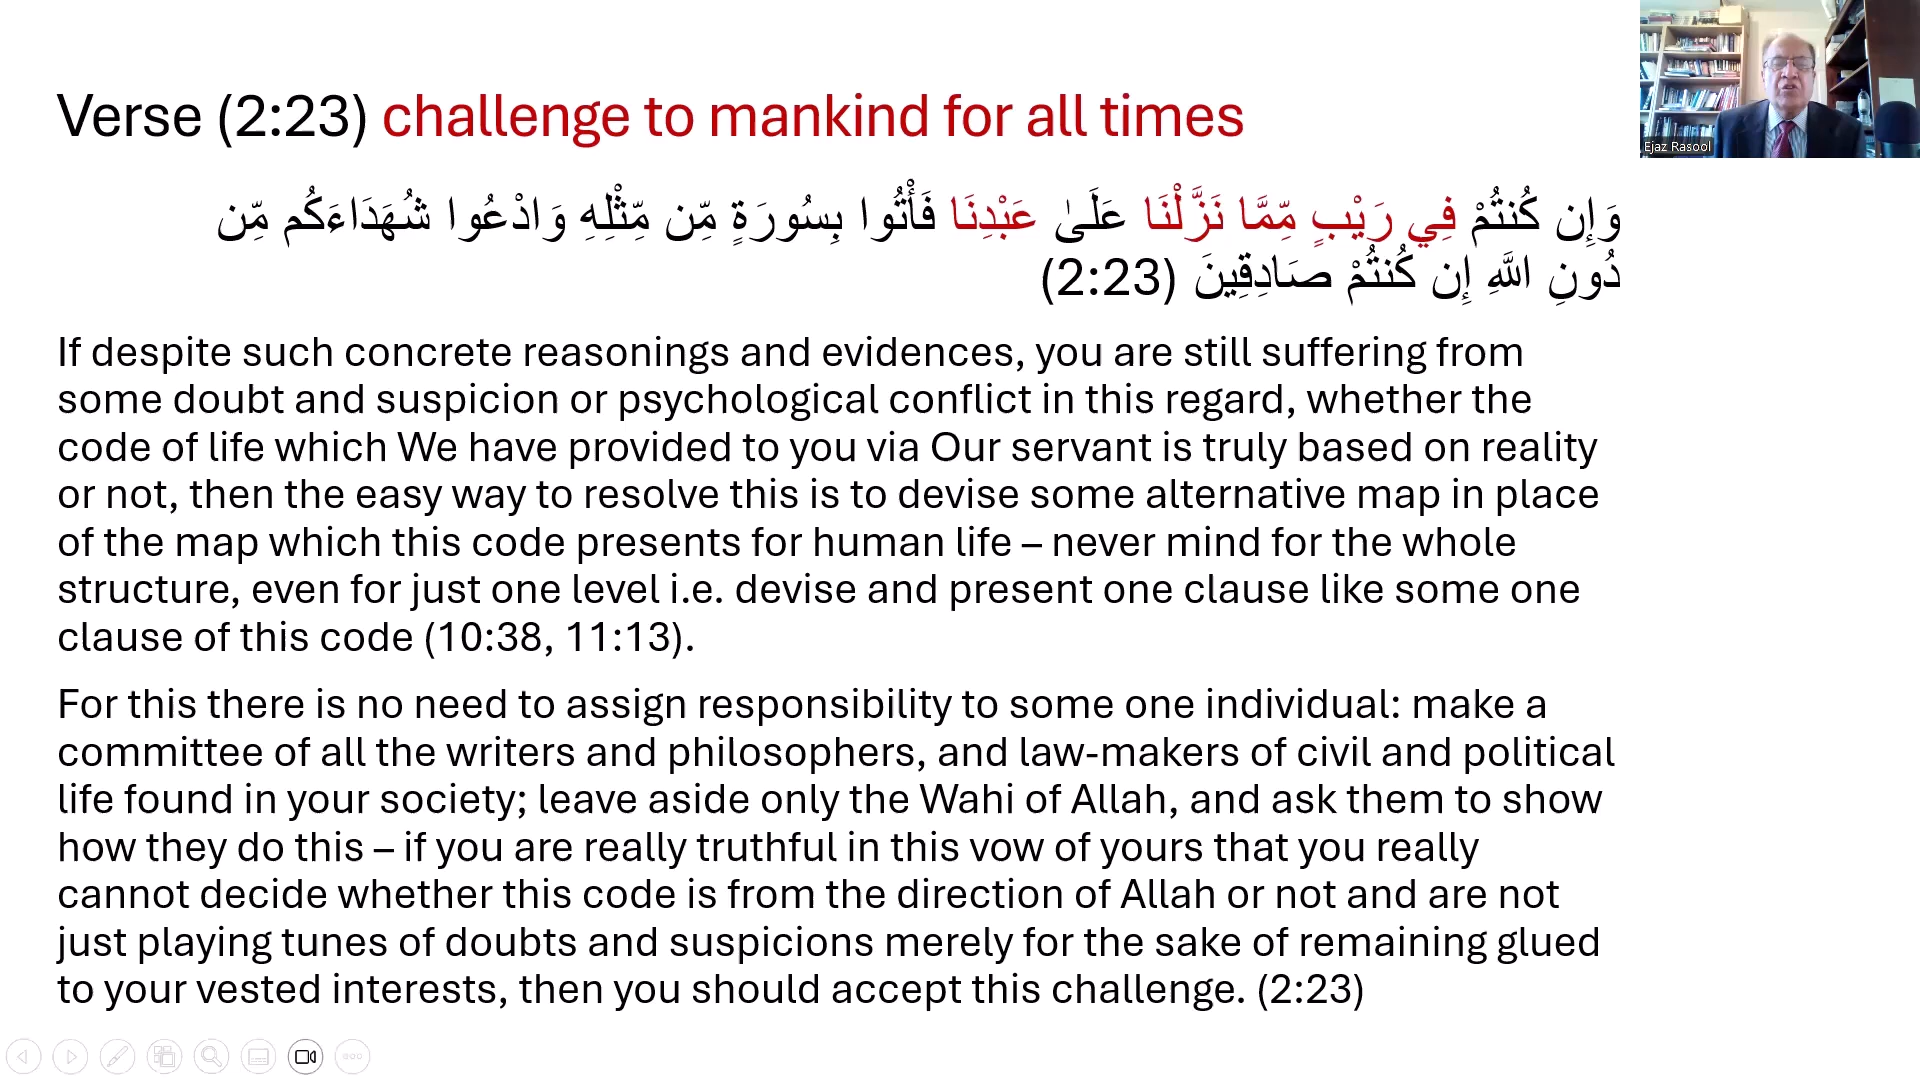 Verse (2:23) challenge to mankind for all times
Ejaz Rasool
وَإِن كُنتُمْ فِي رَيْبٍ مِّمَّا نَزَّلْنَا عَلَىٰ عَبْدِنَا فَأْتُوا بِسُورَةٍ مِّن مِّثْلِهِ وَادْعُوا شُهَدَاءَكُم مِّن
دُونِ اللَّهِ إِن كُنتُمْ صَادِقِينَ (2:23)
If despite such concrete reasonings and evidences, you are still suffering from
some doubt and suspicion or psychological conflict in this regard, whether the
code of life which We have provided to you via Our servant is truly based on reality
or not, then the easy way to resolve this is to devise some alternative map in place
of the map which this code presents for human life – never mind for the whole
structure, even for just one level i.e. devise and present one clause like some one
clause of this code (10:38, 11:13).
For this there is no need to assign responsibility to some one individual: make a
committee of all the writers and philosophers, and law-makers of civil and political
life found in your society; leave aside only the Wahi of Allah, and ask them to show
how they do this – if you are really truthful in this vow of yours that you really
cannot decide whether this code is from the direction of Allah or not and are not
just playing tunes of doubts and suspicions merely for the sake of remaining glued
to your vested interests, then you should accept this challenge. (2:23)